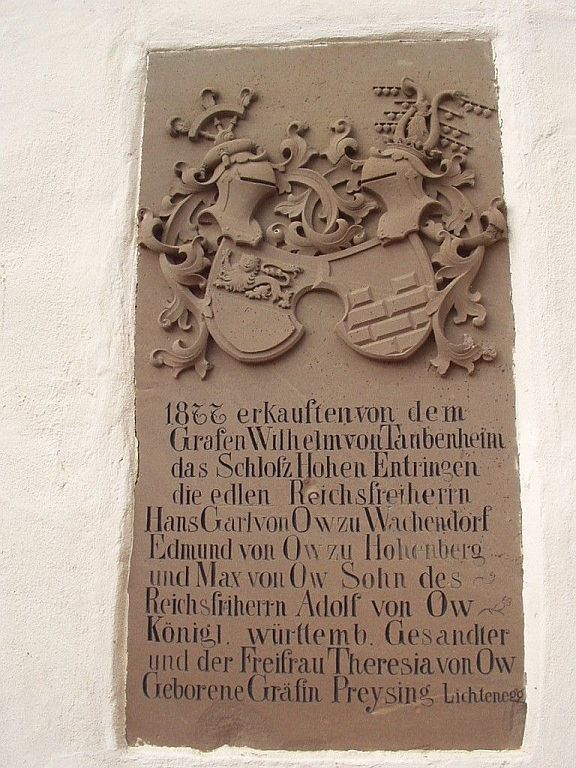 1877 erkauften von dem
Grafen Wilhelm von Taubenheim
das Schloſz Hohen Entringen
die edlen Reichsfreiherrn
Hans Carl von Ow zu Wachendorf
Edmund von Ow zu Hohenberg
und Max von Ow Sohn des
Reichsfriherrn Adolf von Ow
Königl. württemb. Gesandter
und der Freifrau Theresia von Ow
Geborene Gräfin Preysing Lichtenegg